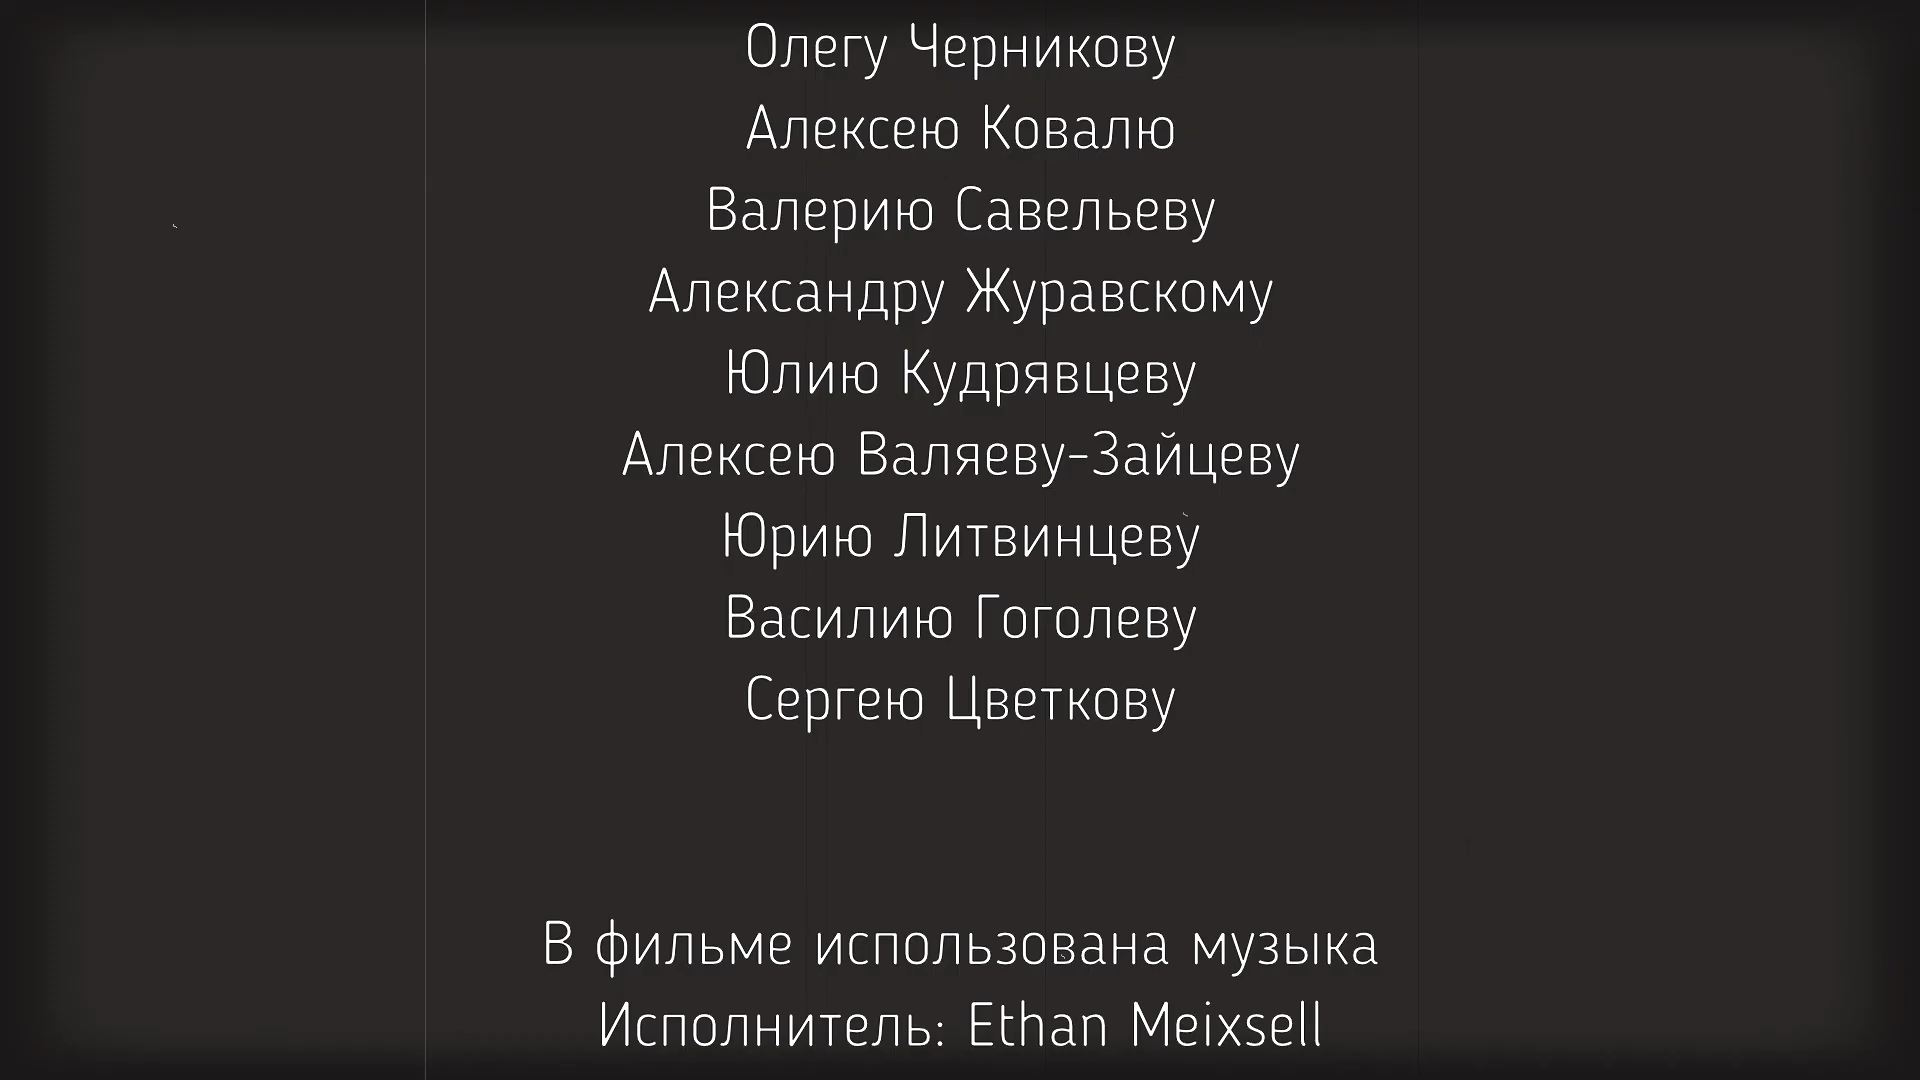 Олегу Черникову
Алексею Ковалю
Валерию Савельеву
Александру Журавскому
Юлию Кудрявцеву
Алексею Валяеву-Зайцеву
Юрию Литвинцеву
Василию Гоголеву
Сергею Цветкову
В фильме использована музыка
Исполнитель: Ethan Meixsell